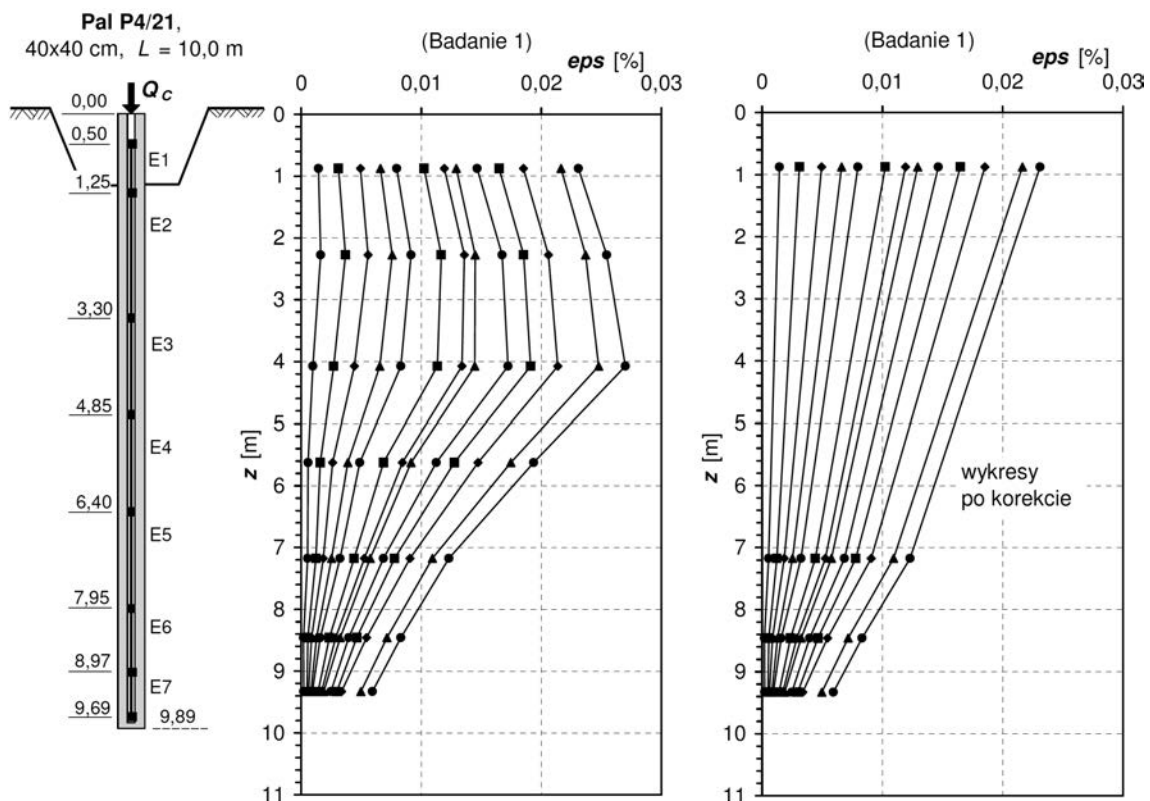 Pal P4/21,
40x40 cm, L = 10,0 m
Q C
0,00
0,50
1,25
3,30
4,85
6,40
7,95
8,97
9,69
9,89
E1
E2
E3
E4
E5
E6
E7
(Badanie 1)
eps [%]
0 0,01 0,02 0,03
0
1
2
3
4
5
6
7
8
9
10
11
z [m]
(Badanie 1)
eps [%]
0 0,01 0,02 0,03
0
1
2
3
4
5
6
7
8
9
10
11
z [m]
wykresy
po korekcie